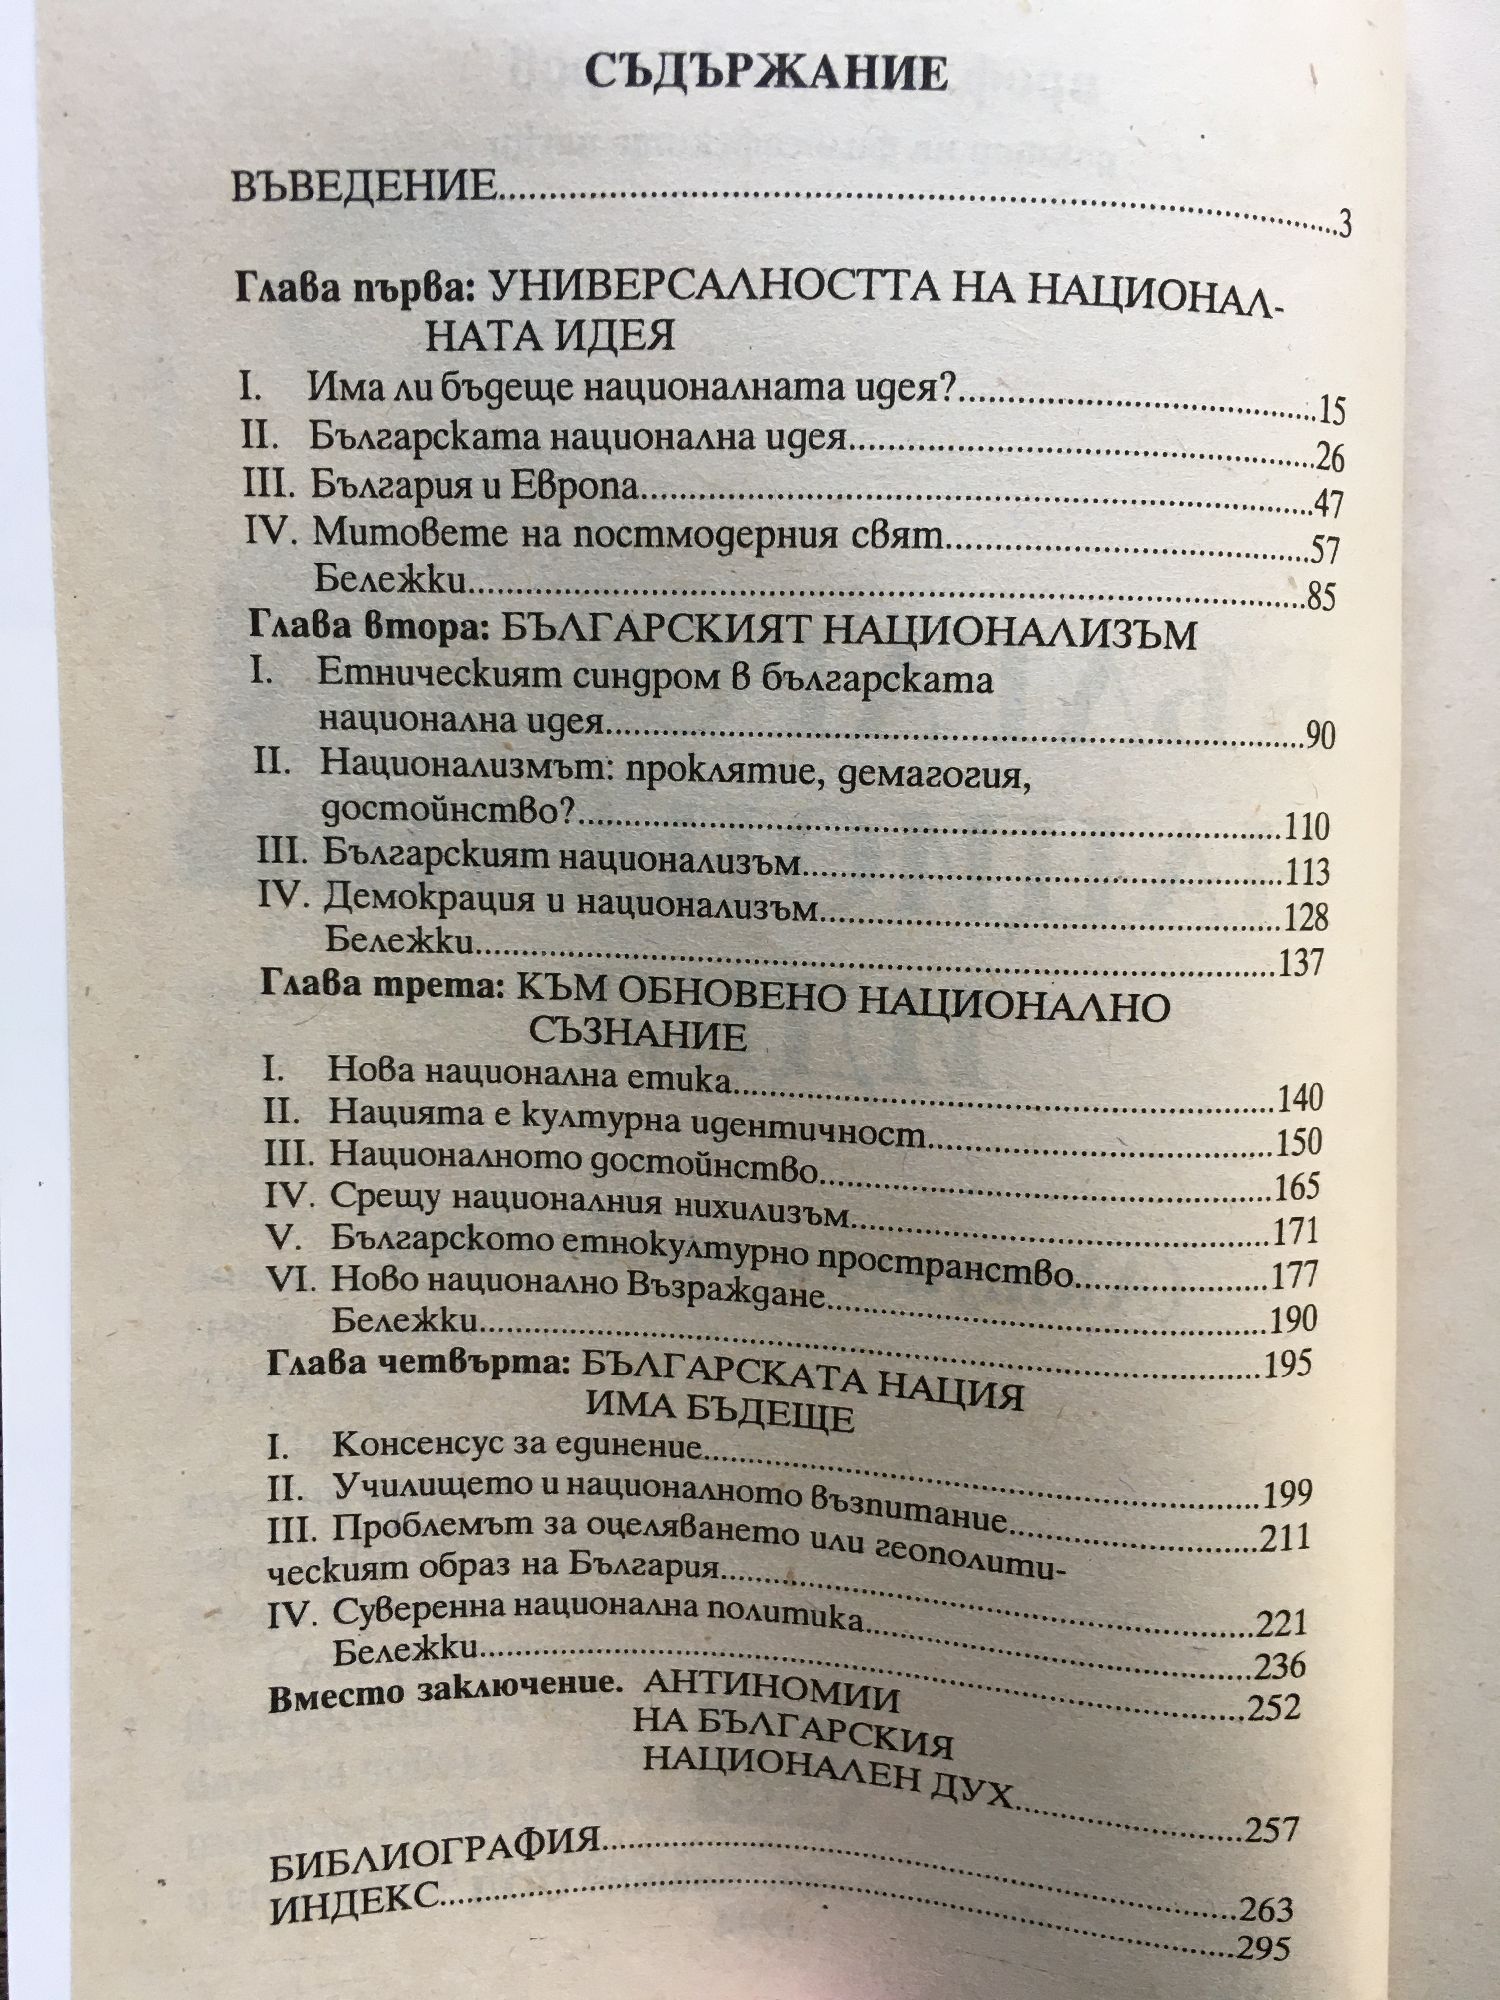 СЪДЪРЖАНИЕ
ВЪВЕДЕНИЕ..........3
Глава първа: УНИВЕРСАЛНОСТТА НА НАЦИОНАЛ-
НАТА ИДЕЯ
I. Има ли бъдеще националната идея?..........15
II. Българската национална идея..........26
III. България и Европа..........47
IV. Митовете на постмодерния свят..........57
Бележки..........85
Глава втора: БЪЛГАРСКИЯТ НАЦИОНАЛИЗЪМ
I. Етническият синдром в българската
национална идея..........90
II. Национализмът: проклятие, демагогия,
достойнство?..........110
III. Българският национализъм..........113
IV. Демокрация и национализъм..........128
Бележки..........137
Глава трета: КЪМ ОБНОВЕНО НАЦИОНАЛНО
СЪЗНАНИЕ
I. Нова национална етика..........140
II. Нацията е културна идентичност..........150
III. Националното достойнство..........165
IV. Срещу националния нихилизъм..........171
V. Българското етнокултурно пространство..........177
VI. Ново национално Възраждане..........190
Бележки..........195
Глава четвърта: БЪЛГАРСКАТА НАЦИЯ
ИМА БЪДЕЩЕ
I. Консенсус за единение..........199
II. Училището и националното възпитание..........211
III. Проблемът за оцеляването или геополити-
ческият образ на България..........221
IV. Суверенна национална политика..........236
Бележки..........252
Вместо заключение. АНТИНОМИИ
НА БЪЛГАРСКИЯ
НАЦИОНАЛЕН ДУХ..........257
БИБЛИОГРАФИЯ..........263
ИНДЕКС..........295